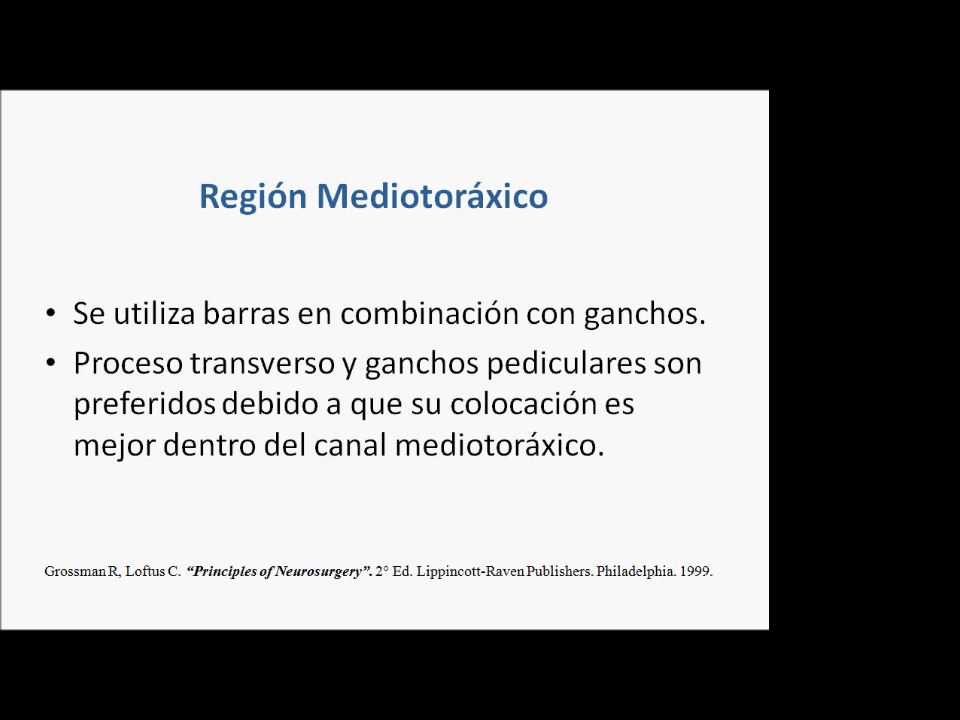 Región Mediotoráxico
• Se utiliza barras en combinación con ganchos.
• Proceso transverso y ganchos pediculares son
preferidos debido a que su colocación es
mejor dentro del canal mediotoráxico.
Grossman R, Loftus C. “Principles of Neurosurgery”. 2° Ed. Lippincott-Raven Publishers. Philadelphia. 1999.